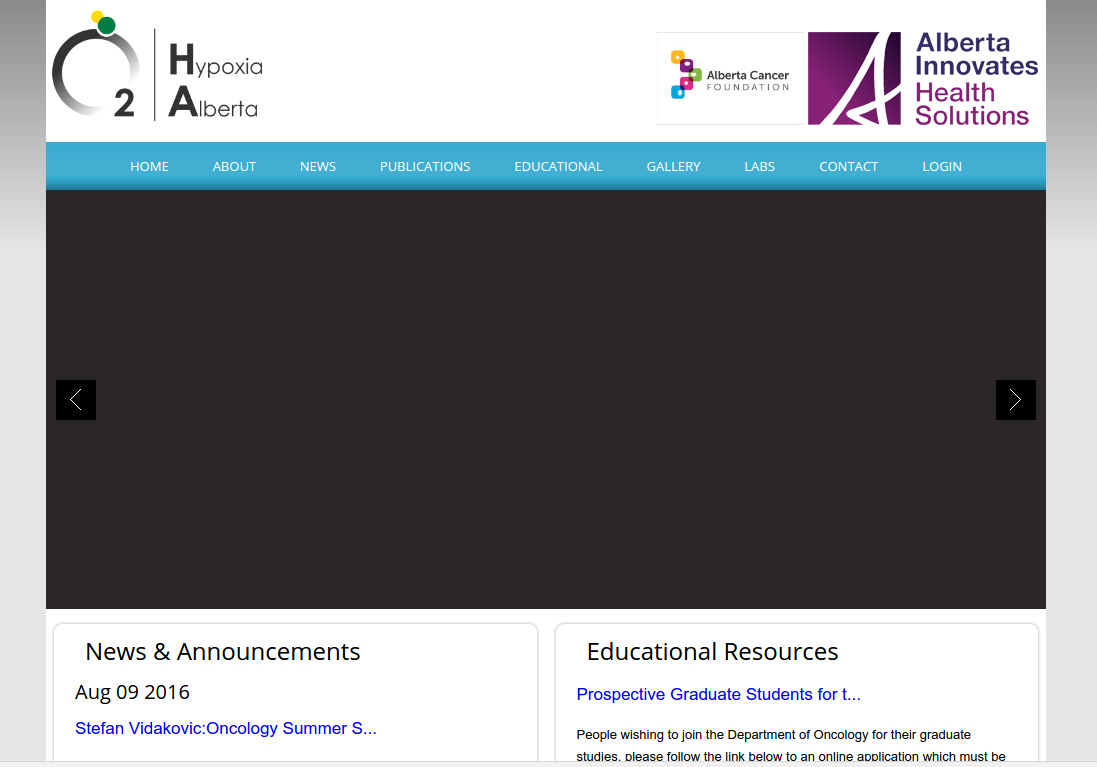 2
Hypoxia
Alberta
Alberta Cancer
FOUNDATION
Alberta
Innovates
Health
Solutions
HOME ABOUT NEWS PUBLICATIONS EDUCATIONAL GALLERY LABS CONTACT LOGIN
News & Announcements
Aug 09 2016
Stefan Vidakovic:Oncology Summer S...
Educational Resources
Prospective Graduate Students for t...
People wishing to join the Department of Oncology for their graduate
studies, please follow the link below to an online application which must be